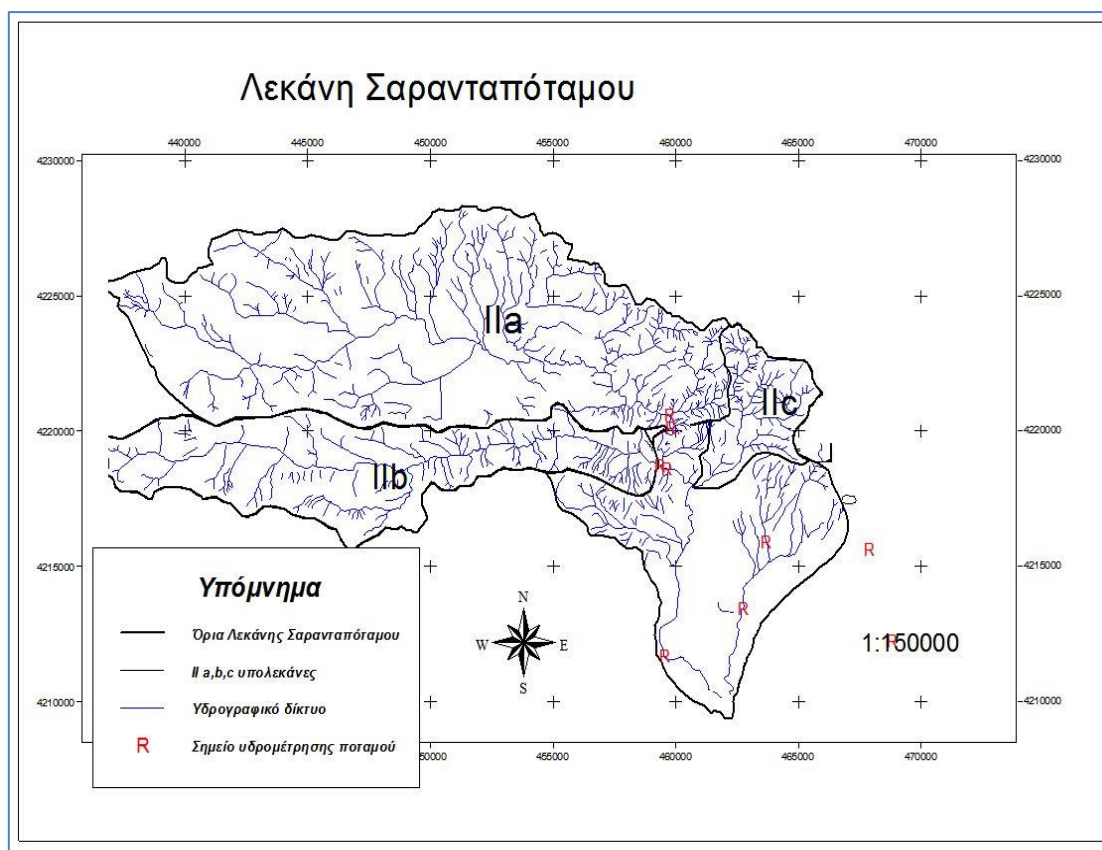 Λεκάνη Σαρανταπόταμου
440000 445000 450000 455000 460000 465000 470000
4230000 4230000
4225000 4225000
IIa
IIc
4220000 4220000
IIb
R
R
R
R
R
R
R
R
R
R
4215000 4215000
Υπόμνημα
Όρια Λεκάνης Σαρανταπόταμου
II a,b,c υπολεκάνες
Υδρογραφικό δίκτυο
R Σημείο υδρομέτρησης ποταμού
N
W E
S
1:150000
4210000 4210000
455000 460000 465000 470000